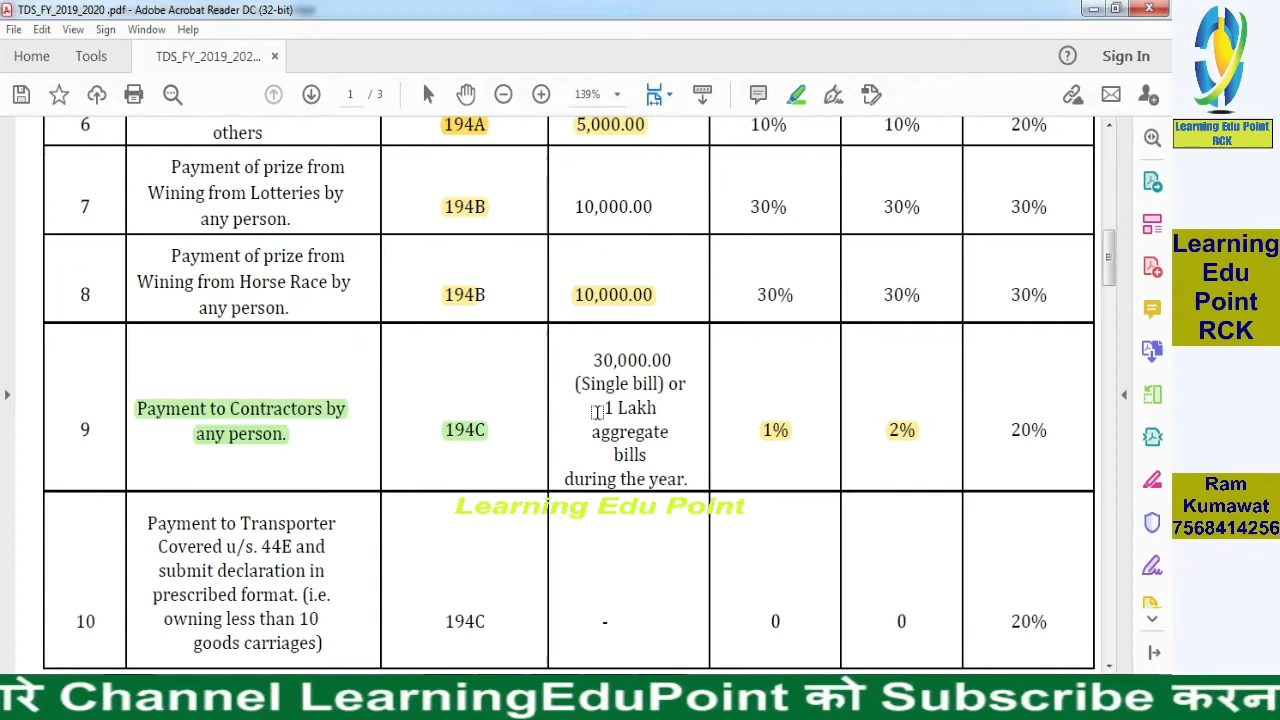 TDS_FY_2019_2020 .pdf - Adobe Acrobat Reader DC (32-bit)
File Edit View Sign Window Help
Home Tools TDS_FY_2019_202... × Sign In
1 / 3 139%
Learning Edu Point
RCK
6 others 194A 5,000.00 10% 10% 20%
Payment of prize from
7 Wining from Lotteries by 194B 10,000.00 30% 30% 30%
any person.
Payment of prize from
8 Wining from Horse Race by 194B 10,000.00 30% 30% 30%
any person.
Learning
Edu
Point
RCK
30,000.00
(Single bill) or
Payment to Contractors by 1 Lakh
9 any person. 194C aggregate 1% 2% 20%
bills
during the year.
Learning Edu Point
Ram
Kumawat
7568414256
Payment to Transporter
Covered u/s. 44E and
submit declaration in
prescribed format. (i.e.
10 owning less than 10 194C - 0 0 20%
goods carriages)
ारे Channel LearningEduPoint को Subscribe करन